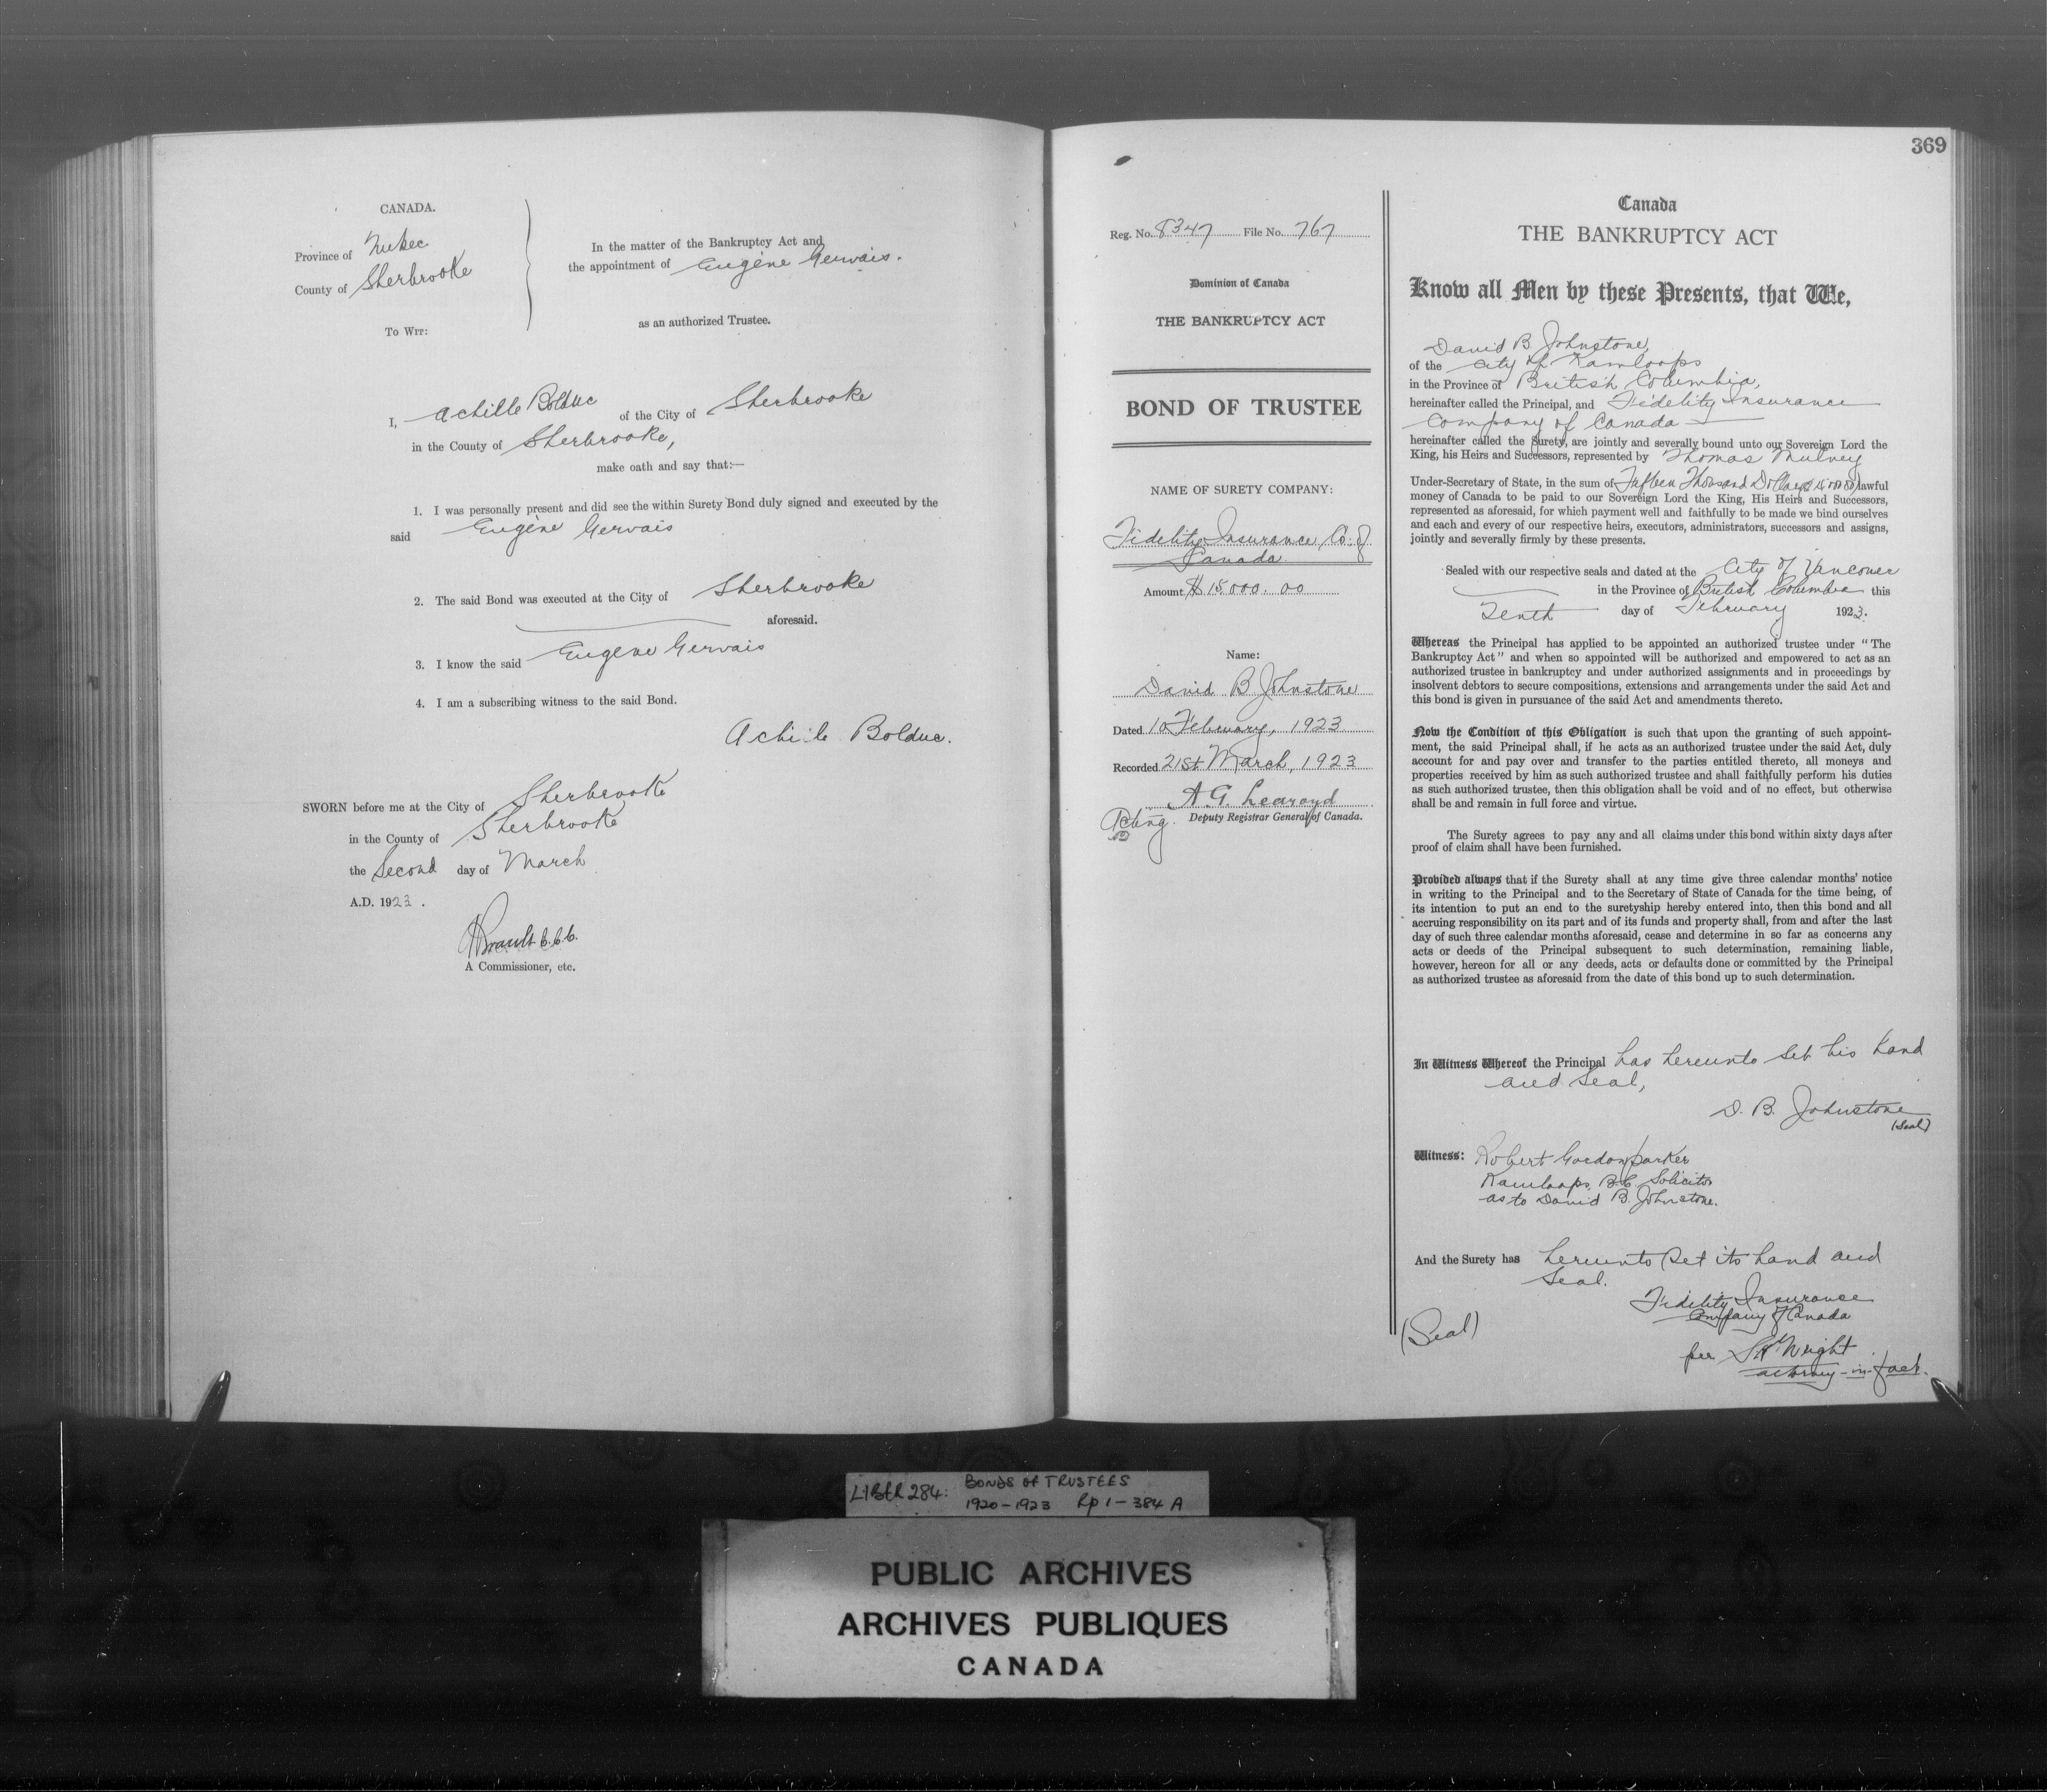 CANADA.
Province of Quebec
County of Sherbrooke
To Wit:
In the matter of the Bankruptcy Act and
the appointment of Eugène Gervais.
as an authorized Trustee.
I, Achille Bolduc of the City of Sherbrooke
in the County of Sherbrooke,
make oath and say that:—
1. I was personally present and did see the within Surety Bond duly signed and executed by the
said Eugène Gervais
2. The said Bond was executed at the City of Sherbrooke
aforesaid.
3. I know the said Eugène Gervais
4. I am a subscribing witness to the said Bond.
Achille Bolduc.
SWORN before me at the City of Sherbrooke
in the County of Sherbrooke
the Second day of March
A.D. 1923.
C.C.C.
A Commissioner, etc.
369
Reg. No. 8347 File No. 767
Dominion of Canada
THE BANKRUPTCY ACT
BOND OF TRUSTEE
NAME OF SURETY COMPANY:
Fidelity Insurance Co. of
Canada
Amount $15.000.00
Name:
David B Johnstone
Dated 10 February, 1923
Recorded 21st March, 1923
A. G. Learoyd
Acting Deputy Registrar General of Canada.
Canada
THE BANKRUPTCY ACT
Know all Men by these Presents, that We,
David B Johnstone,
of the City of Kamloops
in the Province of British Columbia,
hereinafter called the Principal, and Fidelity Insurance
Company of Canada
hereinafter called the Surety, are jointly and severally bound unto our Sovereign Lord the
King, his Heirs and Successors, represented by Thomas Mulvey
Under-Secretary of State, in the sum of Fifteen Thousand Dollars ($15.000.00) lawful
money of Canada to be paid to our Sovereign Lord the King, His Heirs and Successors,
represented as aforesaid, for which payment well and faithfully to be made we bind ourselves
and each and every of our respective heirs, executors, administrators, successors and assigns,
jointly and severally firmly by these presents.
Sealed with our respective seals and dated at the City of Vancouver
in the Province of British Columbia this
Tenth day of February 1923.
Whereas the Principal has applied to be appointed an authorized trustee under "The
Bankruptcy Act" and when so appointed will be authorized and empowered to act as an
authorized trustee in bankruptcy and under authorized assignments and in proceedings by
insolvent debtors to secure compositions, extensions and arrangements under the said Act and
this bond is given in pursuance of the said Act and amendments thereto.
Now the Condition of this Obligation is such that upon the granting of such appoint-
ment, the said Principal shall, if he acts as an authorized trustee under the said Act, duly
account for and pay over and transfer to the parties entitled thereto, all moneys and
properties received by him as such authorized trustee and shall faithfully perform his duties
as such authorized trustee, then this obligation shall be void and of no effect, but otherwise
shall be and remain in full force and virtue.
The Surety agrees to pay any and all claims under this bond within sixty days after
proof of claim shall have been furnished.
Provided always that if the Surety shall at any time give three calendar months' notice
in writing to the Principal and to the Secretary of State of Canada for the time being, of
its intention to put an end to the suretyship hereby entered into, then this bond and all
accruing responsibility on its part and of its funds and property shall, from and after the last
day of such three calendar months aforesaid, cease and determine in so far as concerns any
acts or deeds of the Principal subsequent to such determination, remaining liable,
however, hereon for all or any deeds, acts or defaults done or committed by the Principal
as authorized trustee as aforesaid from the date of this bond up to such determination.
In Witness Whereof the Principal has hereunto set his hand
and seal,
D. B. Johnstone
(Seal)
Witness: Robert Gordon Parker
Kamloops, B.C. Solicitor
as to David B. Johnstone.
And the Surety has hereunto set its hand and
seal.
Fidelity Insurance
Company of Canada
(Seal)
per Wright
attorney-in-fact.
LIBER 284: BONDS OF TRUSTEES
1920-1923 Pp 1-384 A
PUBLIC ARCHIVES
ARCHIVES PUBLIQUES
CANADA